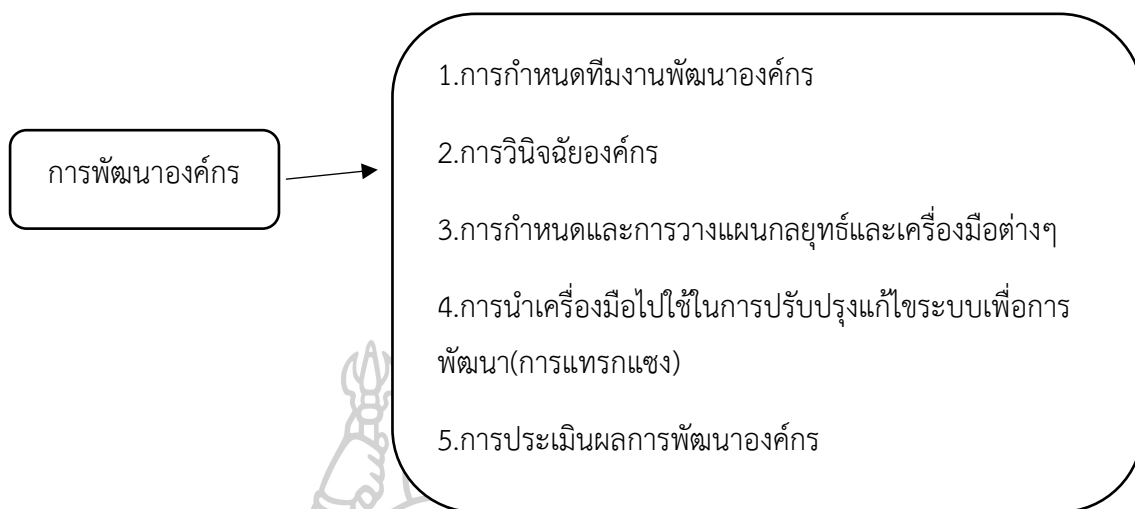 การพัฒนาองค์กร
1.การกำหนดทีมงานพัฒนาองค์กร
2.การวินิจฉัยองค์กร
3.การกำหนดและการวางแผนกลยุทธ์และเครื่องมือต่างๆ
4.การนำเครื่องมือไปใช้ในการปรับปรุงแก้ไขระบบเพื่อการ
พัฒนา(การแทรกแซง)
5.การประเมินผลการพัฒนาองค์กร